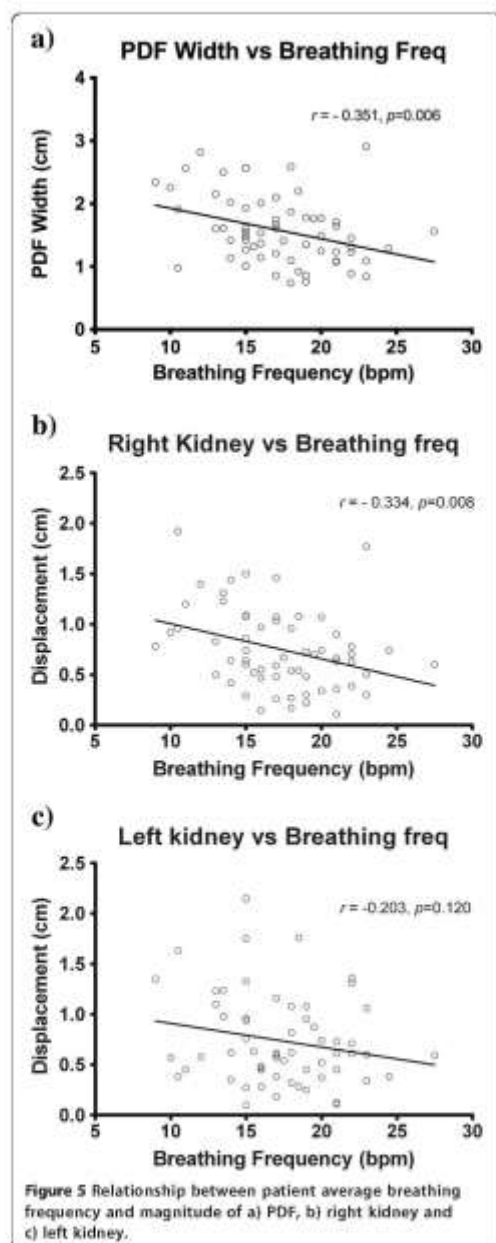 a)
PDF Width vs Breathing Freq
r = - 0.351, p=0.006
4
3
2
1
0
PDF Width (cm)
5 10 15 20 25 30
Breathing Frequency (bpm)
b)
Right Kidney vs Breathing freq
r = - 0.334, p=0.008
2.5
2.0
1.5
1.0
0.5
0.0
Displacement (cm)
5 10 15 20 25 30
Breathing Frequency (bpm)
c)
Left kidney vs Breathing freq
r = -0.203, p=0.120
2.5
2.0
1.5
1.0
0.5
0.0
Displacement (cm)
5 10 15 20 25 30
Breathing Frequency (bpm)
Figure 5 Relationship between patient average breathing
frequency and magnitude of a) PDF, b) right kidney and
c) left kidney.